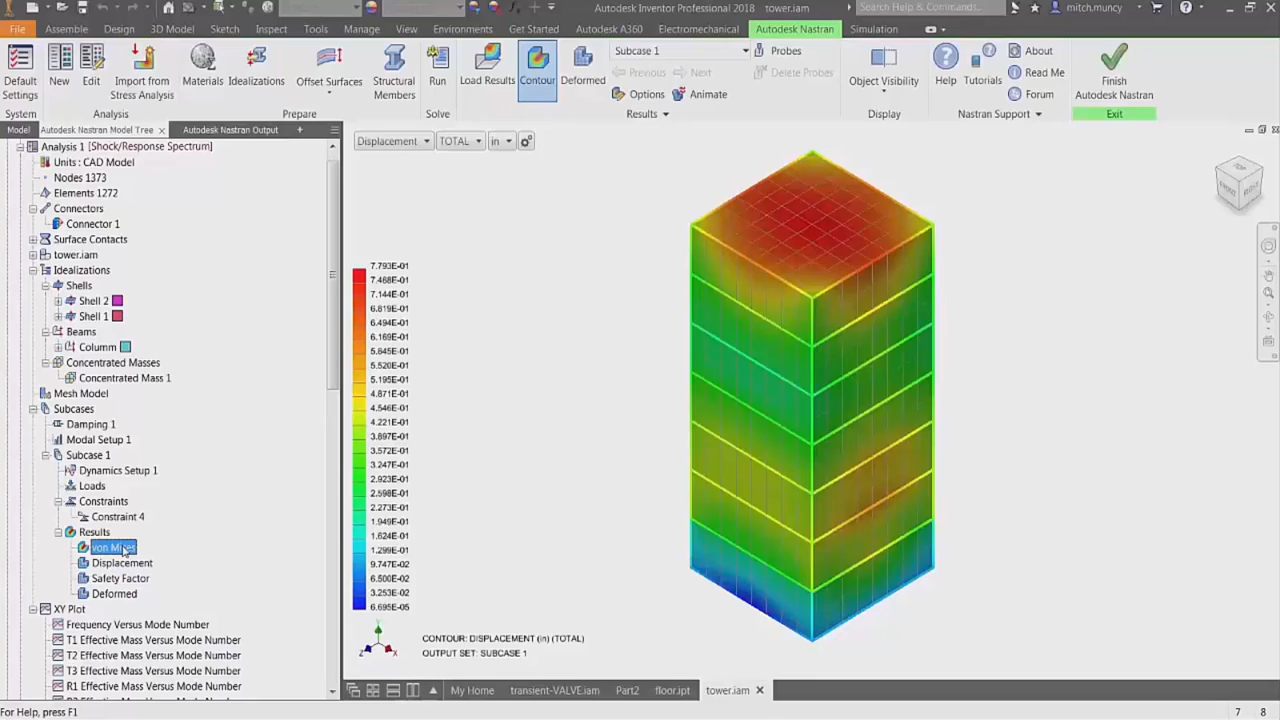 Autodesk Inventor Professional 2018 tower.iam
Search Help & Commands...
mitch.muncy
File Assembly Design 3D Model Sketch Inspect Tools Manage View Environments Get Started Autodesk A360 Electromechanical Autodesk Nastran Simulation
Default Settings
New
Edit
Import from Stress Analysis
Materials
Idealizations
Offset Surfaces
Structural Members
Run
Load Results
Contour
Deformed
Subcase 1
Previous Next
Options Animate
Probes
Delete Probes
Object Visibility
Help
Tutorials
About
Read Me
Forum
Finish Autodesk Nastran
System Analysis Prepare Solve Results Display Nastran Support Exit
Model Autodesk Nastran Model Tree Autodesk Nastran Output +
Analysis 1 [Shock/Response Spectrum]
Units : CAD Model
Nodes 1373
Elements 1272
Connectors
Connector 1
Surface Contacts
tower.iam
Idealizations
Shells
Shell 2
Shell 1
Beams
Column
Concentrated Masses
Concentrated Mass 1
Mesh Model
Subcases
Damping 1
Modal Setup 1
Subcase 1
Dynamics Setup 1
Loads
Constraints
Constraint 4
Results
von Mises
Displacement
Safety Factor
Deformed
XY Plot
Frequency Versus Mode Number
T1 Effective Mass Versus Mode Number
T2 Effective Mass Versus Mode Number
T3 Effective Mass Versus Mode Number
R1 Effective Mass Versus Mode Number
Displacement TOTAL in
7.793E-01
7.468E-01
7.144E-01
6.819E-01
6.494E-01
6.169E-01
5.845E-01
5.520E-01
5.195E-01
4.871E-01
4.546E-01
4.221E-01
3.897E-01
3.572E-01
3.247E-01
2.923E-01
2.598E-01
2.273E-01
1.949E-01
1.624E-01
1.299E-01
9.747E-02
6.500E-02
3.253E-02
6.695E-05
Y
Z X
CONTOUR: DISPLACEMENT (in) (TOTAL)
OUTPUT SET: SUBCASE 1
My Home transient-VALVE.iam Part2 floor.ipt tower.iam
For Help, press F1
7 8